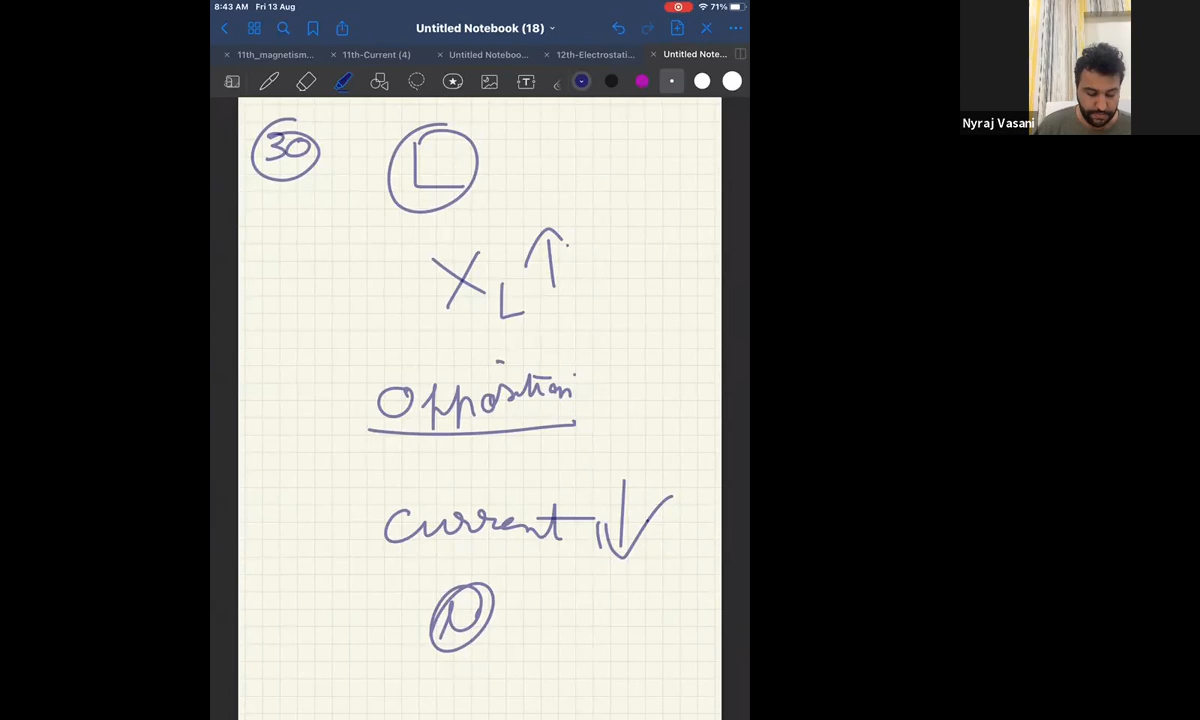 8:43 AM Fri 13 Aug
71%
Untitled Notebook (18)
11th_magnetism...
11th-Current (4)
Untitled Noteboo...
12th-Electrostati...
Untitled Note...
T
Nyraj Vasani
30
L
XL ↑
Opposition
Current ↓